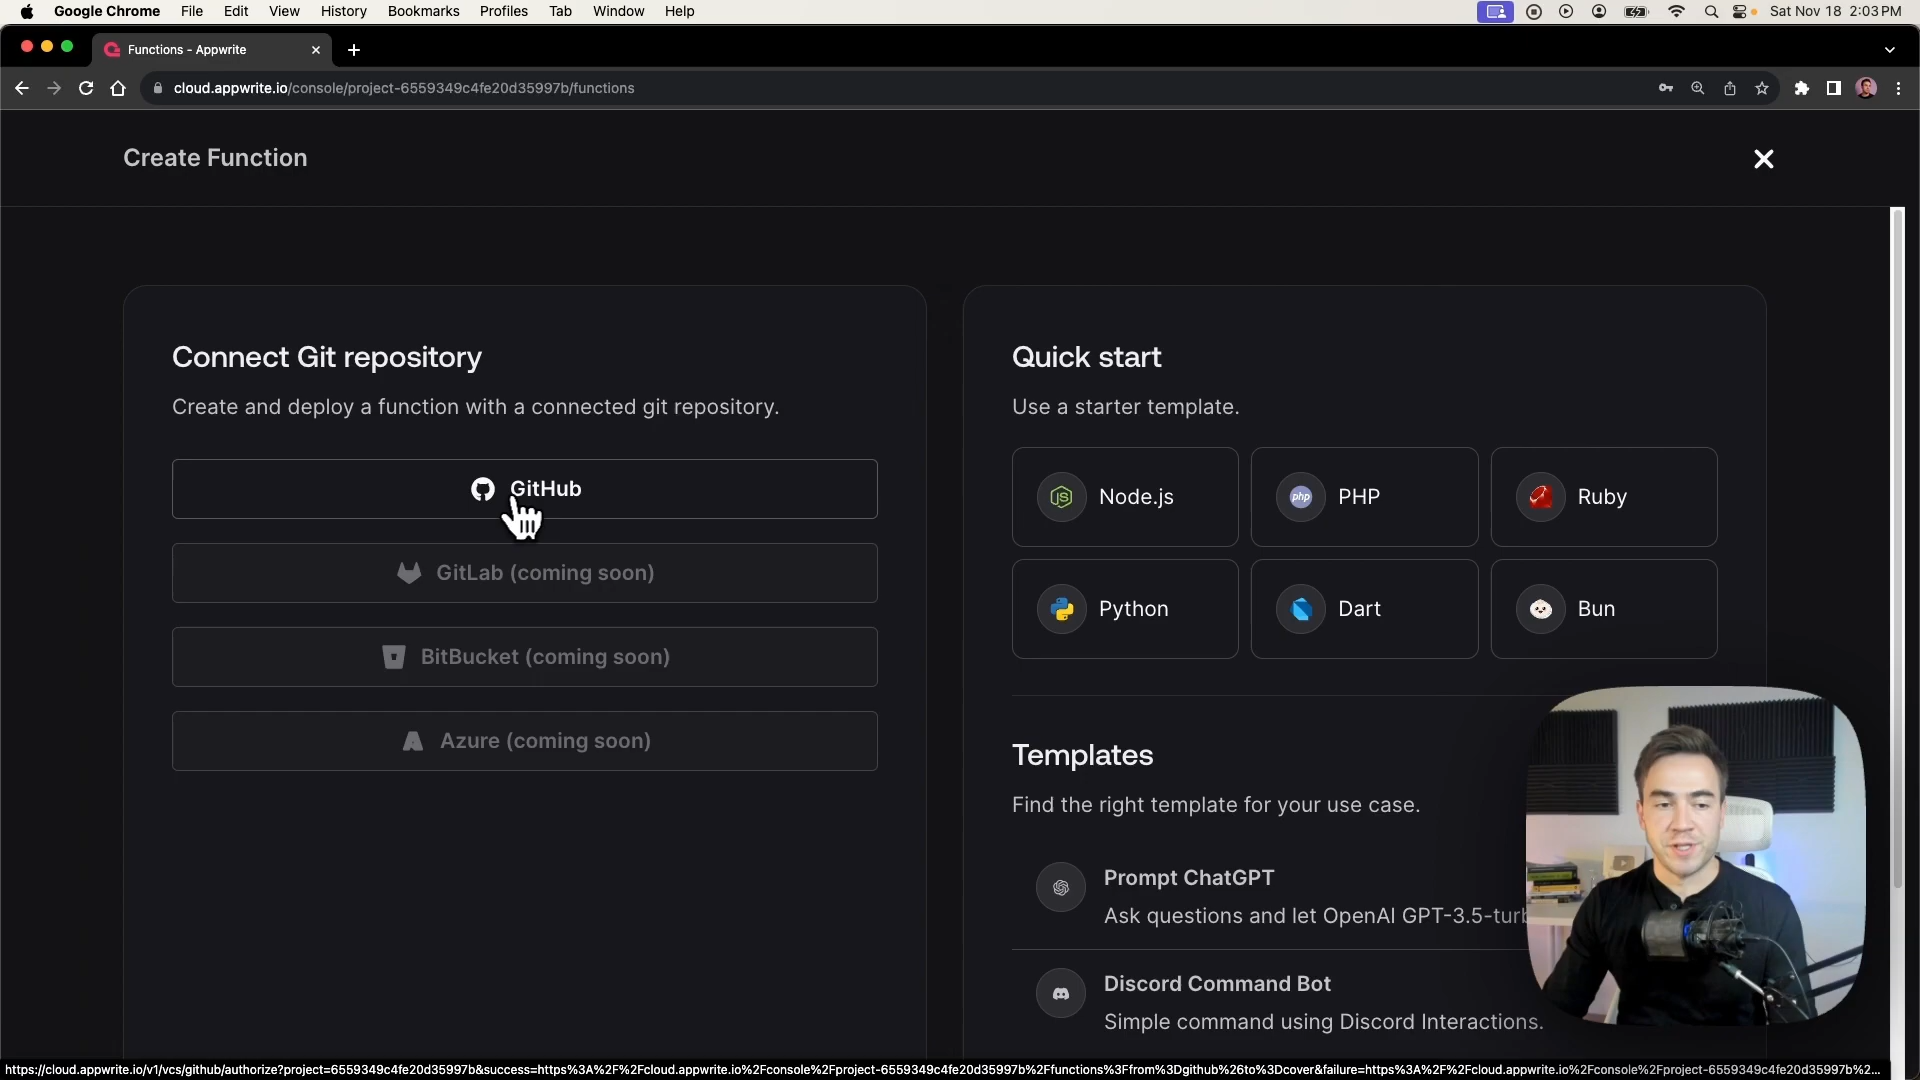 Google Chrome File Edit View History Bookmarks Profiles Tab Window Help Sat Nov 18 2:03 PM
Functions - Appwrite
cloud.appwrite.io/console/project-6559349c4fe20d35997b/functions
Create Function
Connect Git repository
Create and deploy a function with a connected git repository.
GitHub
GitLab (coming soon)
BitBucket (coming soon)
Azure (coming soon)
Quick start
Use a starter template.
Node.js
php PHP
Ruby
Python
Dart
Bun
Templates
Find the right template for your use case.
Prompt ChatGPT
Ask questions and let OpenAI GPT-3.5-turb
Discord Command Bot
Simple command using Discord Interactions.
https://cloud.appwrite.io/v1/vcs/github/authorize?project=6559349c4fe20d35997b&success=https%3A%2F%2Fcloud.appwrite.io%2Fconsole%2Fproject-6559349c4fe20d35997b%2Ffunctions%3Ffrom%3Dgithub%26to%3Dcover&failure=https%3A%2F%2Fcloud.appwrite.io%2Fconsole%2Fproject-6559349c4fe20d35997b%2...